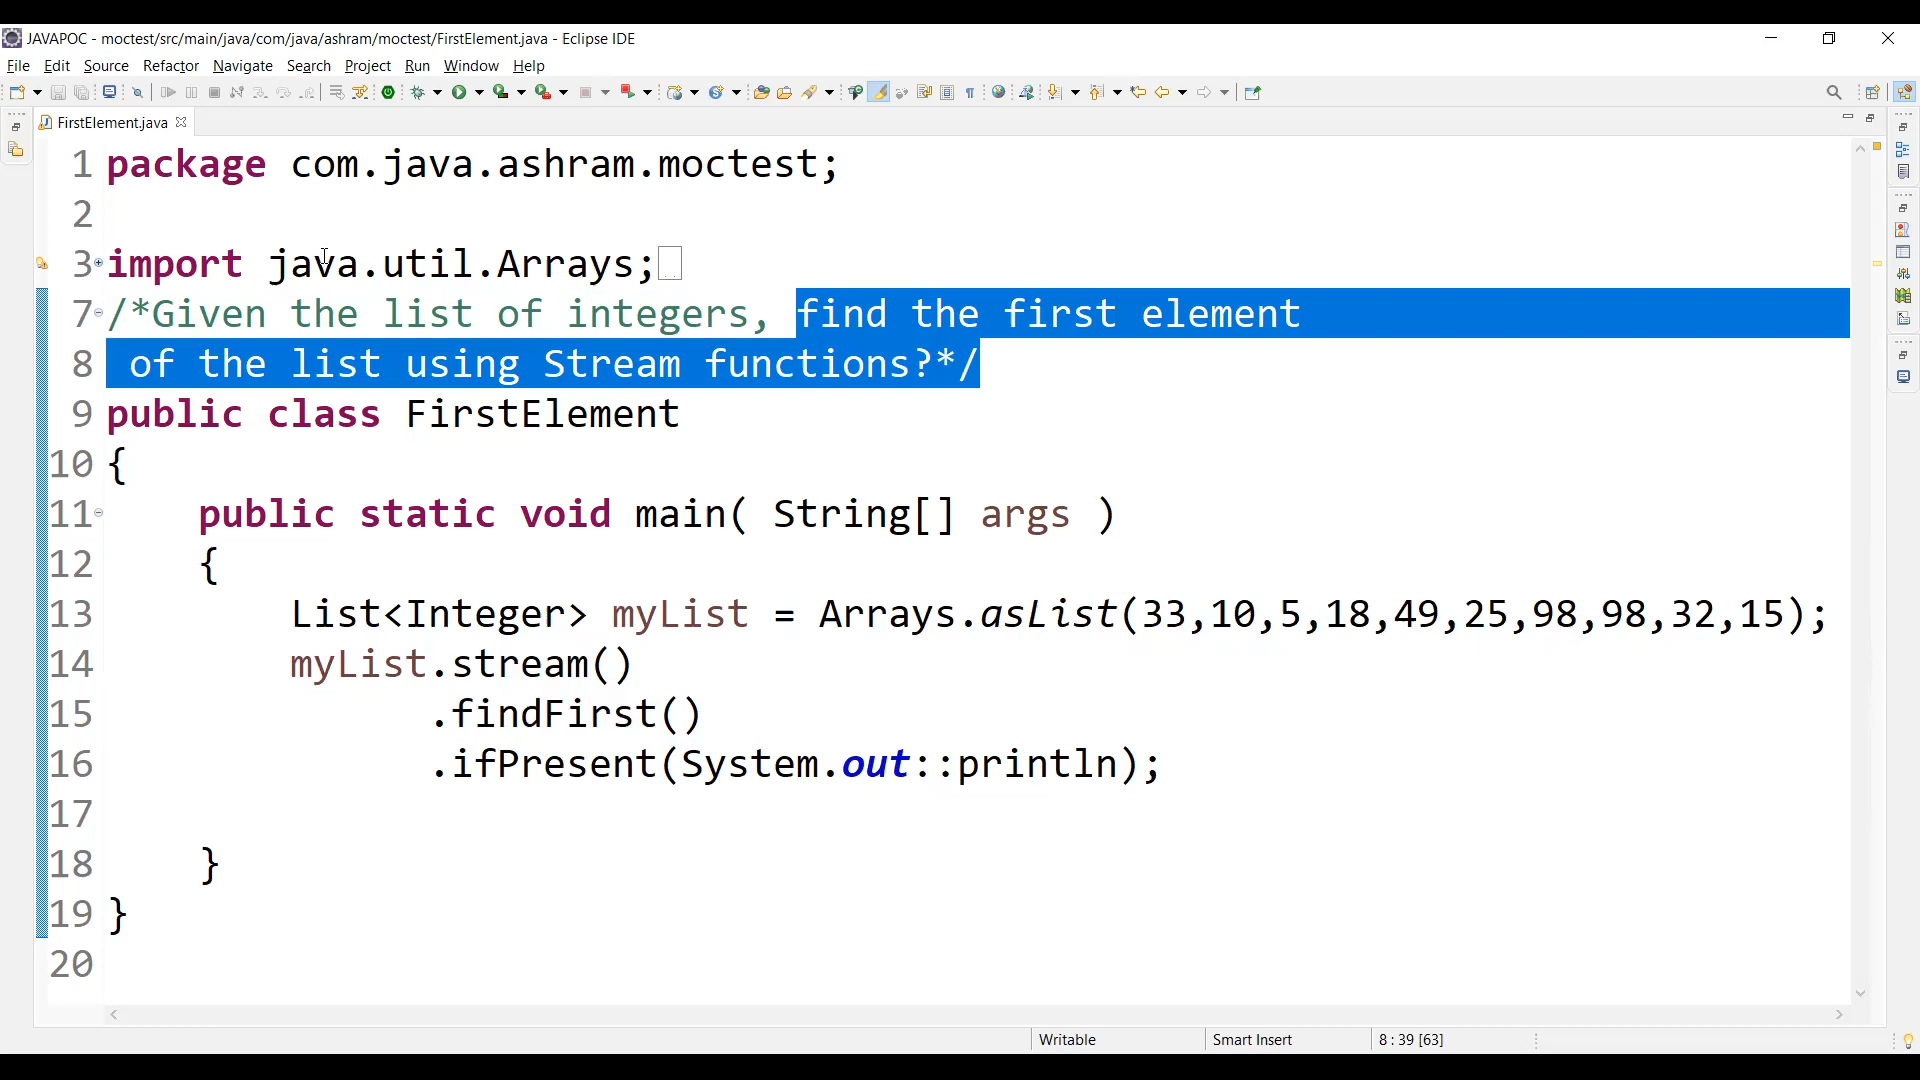 JAVAPOC - moctest/src/main/java/com/java/ashram/moctest/FirstElement.java - Eclipse IDE
File Edit Source Refactor Navigate Search Project Run Window Help
FirstElement.java
1 package com.java.ashram.moctest;
2
3 import java.util.Arrays;
7 /*Given the list of integers, find the first element
8 of the list using Stream functions?*/
9 public class FirstElement
10 {
11 public static void main( String[] args )
12 {
13 List<Integer> myList = Arrays.asList(33,10,5,18,49,25,98,98,32,15);
14 myList.stream()
15 .findFirst()
16 .ifPresent(System.out::println);
17
18 }
19 }
20
Writable Smart Insert 8 : 39 [63]